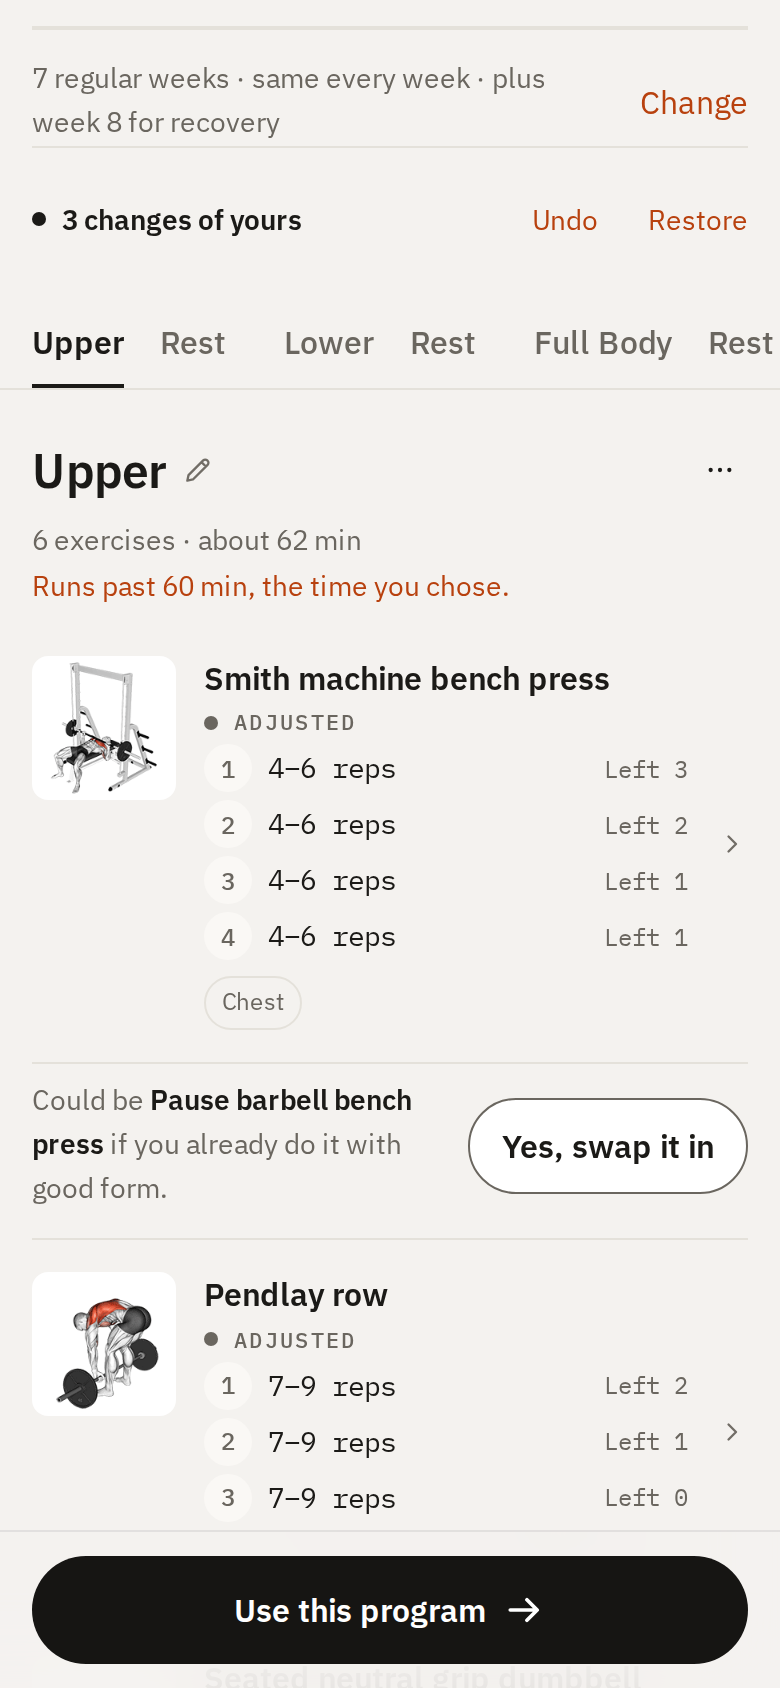 7 regular weeks · same every week · plus
week 8 for recovery
Change
3 changes of yours
Undo
Restore
Upper
Rest
Lower
Rest
Full Body
Rest
Upper
...
6 exercises · about 62 min
Runs past 60 min, the time you chose.
Smith machine bench press
ADJUSTED
1 4–6 reps Left 3
2 4–6 reps Left 2
3 4–6 reps Left 1
4 4–6 reps Left 1
Chest
Could be Pause barbell bench
press if you already do it with
good form.
Yes, swap it in
Pendlay row
ADJUSTED
1 7–9 reps Left 2
2 7–9 reps Left 1
3 7–9 reps Left 0
Use this program →
Seated neutral grip dumbbell